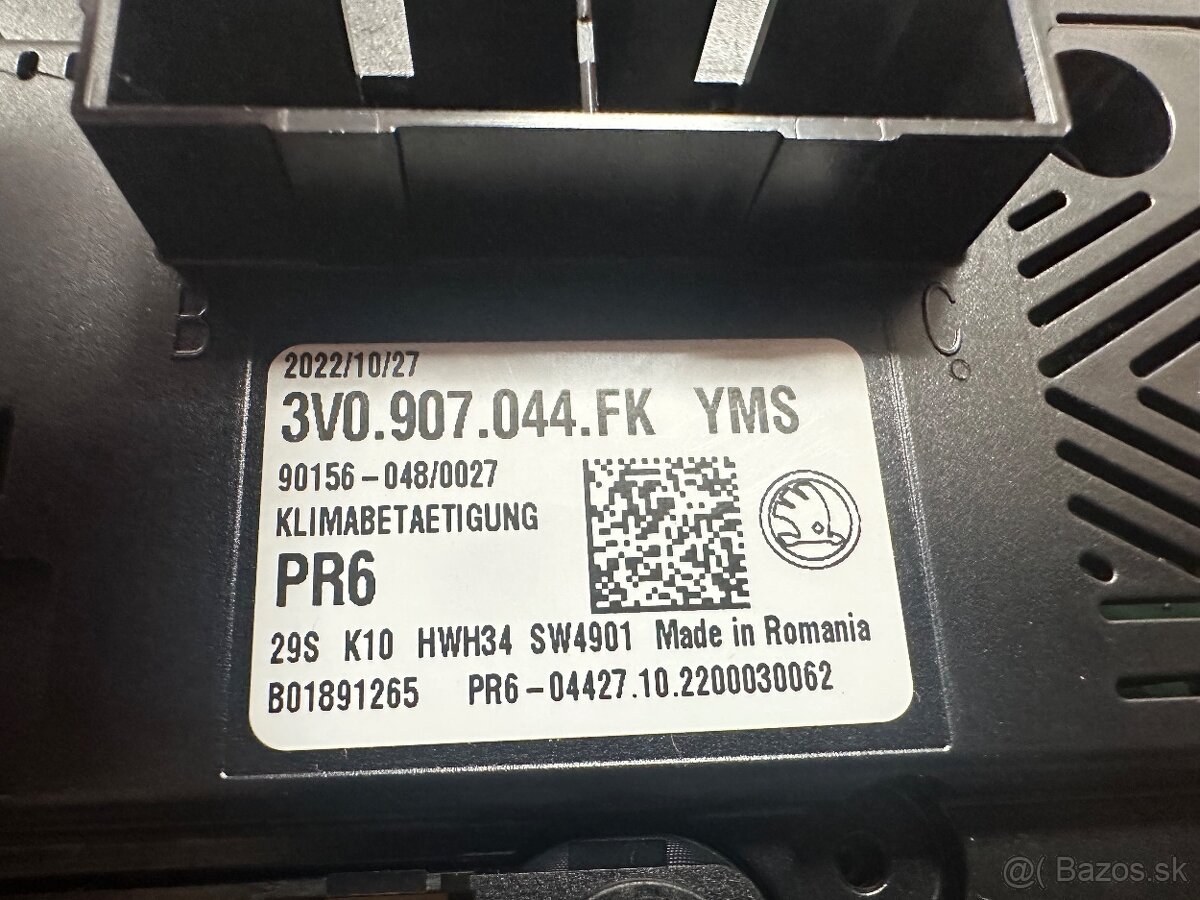 B
C
2022/10/27
3V0.907.044.FK YMS
90156-048/0027
KLIMABETAETIGUNG
PR6
29S K10 HWH34 SW4901 Made in Romania
B01891265 PR6-04427.10.2200030062
@( Bazos.sk